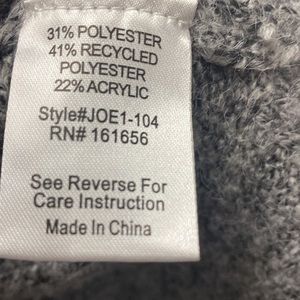 31% POLYESTER
41% RECYCLED
POLYESTER
22% ACRYLIC
Style#JOE1-104
RN# 161656
See Reverse For
Care Instruction
Made In China